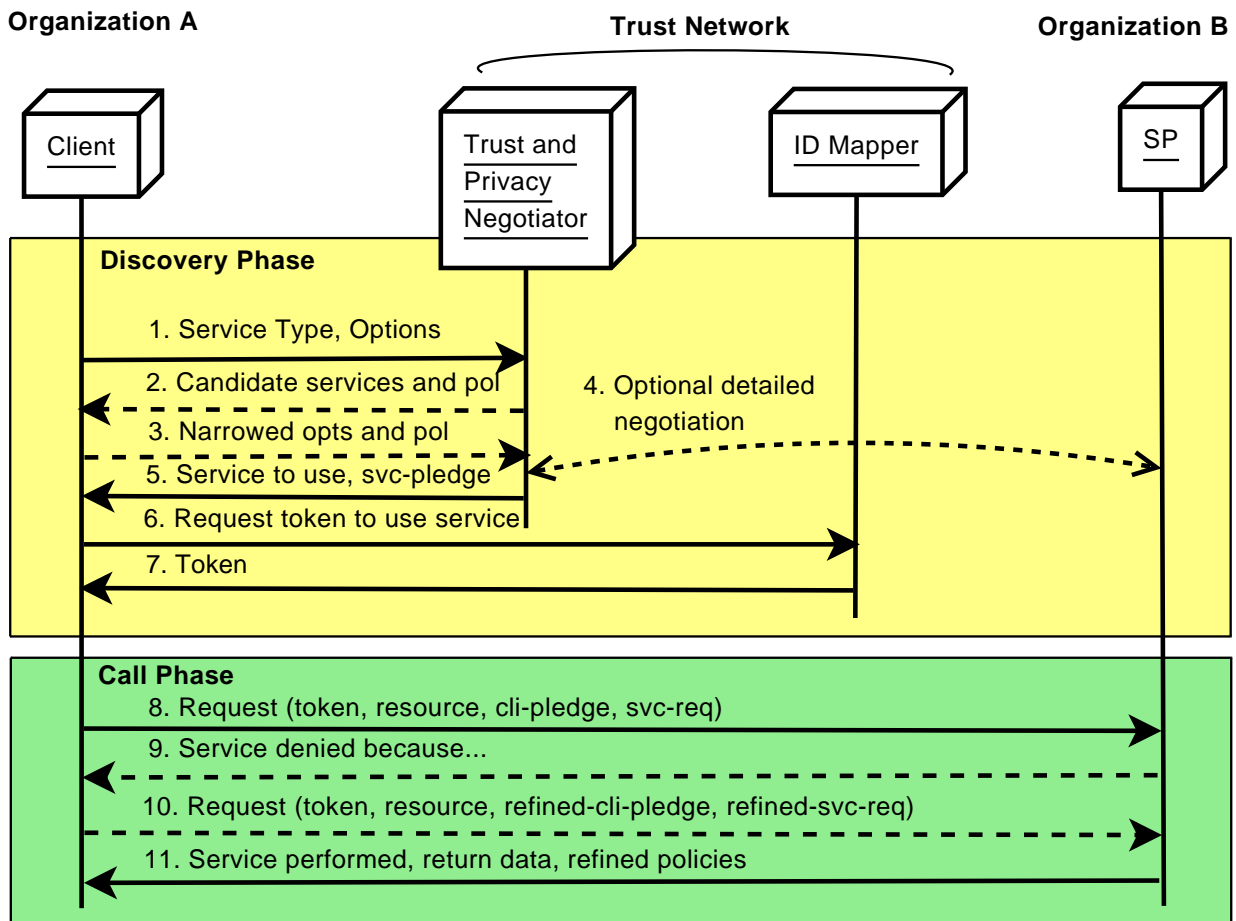 Organization A
Trust Network
Organization B
Client
Trust and
Privacy
Negotiator
ID Mapper
SP
Discovery Phase
1. Service Type, Options
2. Candidate services and pol
3. Narrowed opts and pol
4. Optional detailed
negotiation
5. Service to use, svc-pledge
6. Request token to use service
7. Token
Call Phase
8. Request (token, resource, cli-pledge, svc-req)
9. Service denied because...
10. Request (token, resource, refined-cli-pledge, refined-svc-req)
11. Service performed, return data, refined policies